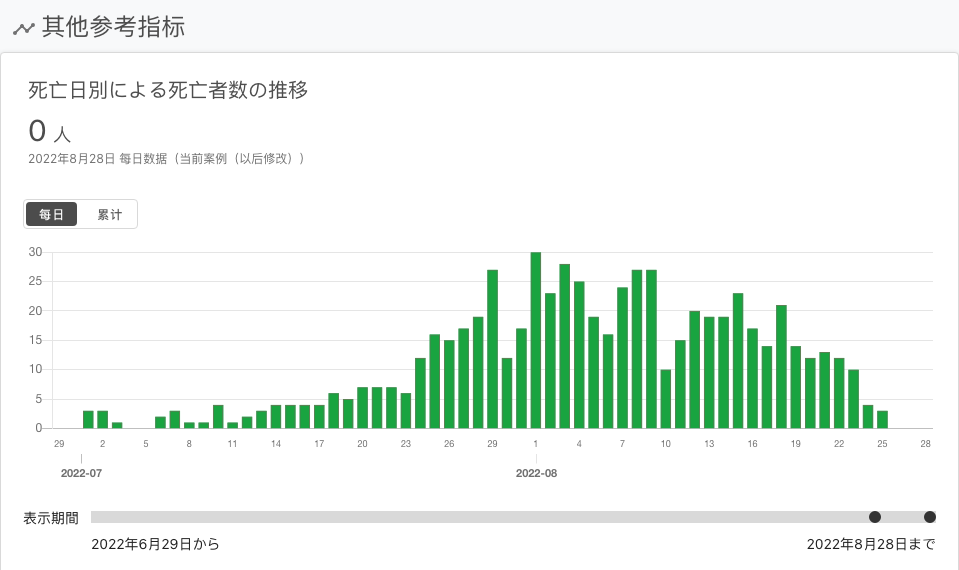 其他参考指标
死亡日別による死亡者数の推移
0 人
2022年8月28日 每日数据（当前案例（以后修改））
每日 累计
30
25
20
15
10
5
0
29 2 5 8 11 14 17 20 23 26 29 1 4 7 10 13 16 19 22 25 28
2022-07 2022-08
表示期間
2022年6月29日から 2022年8月28日まで